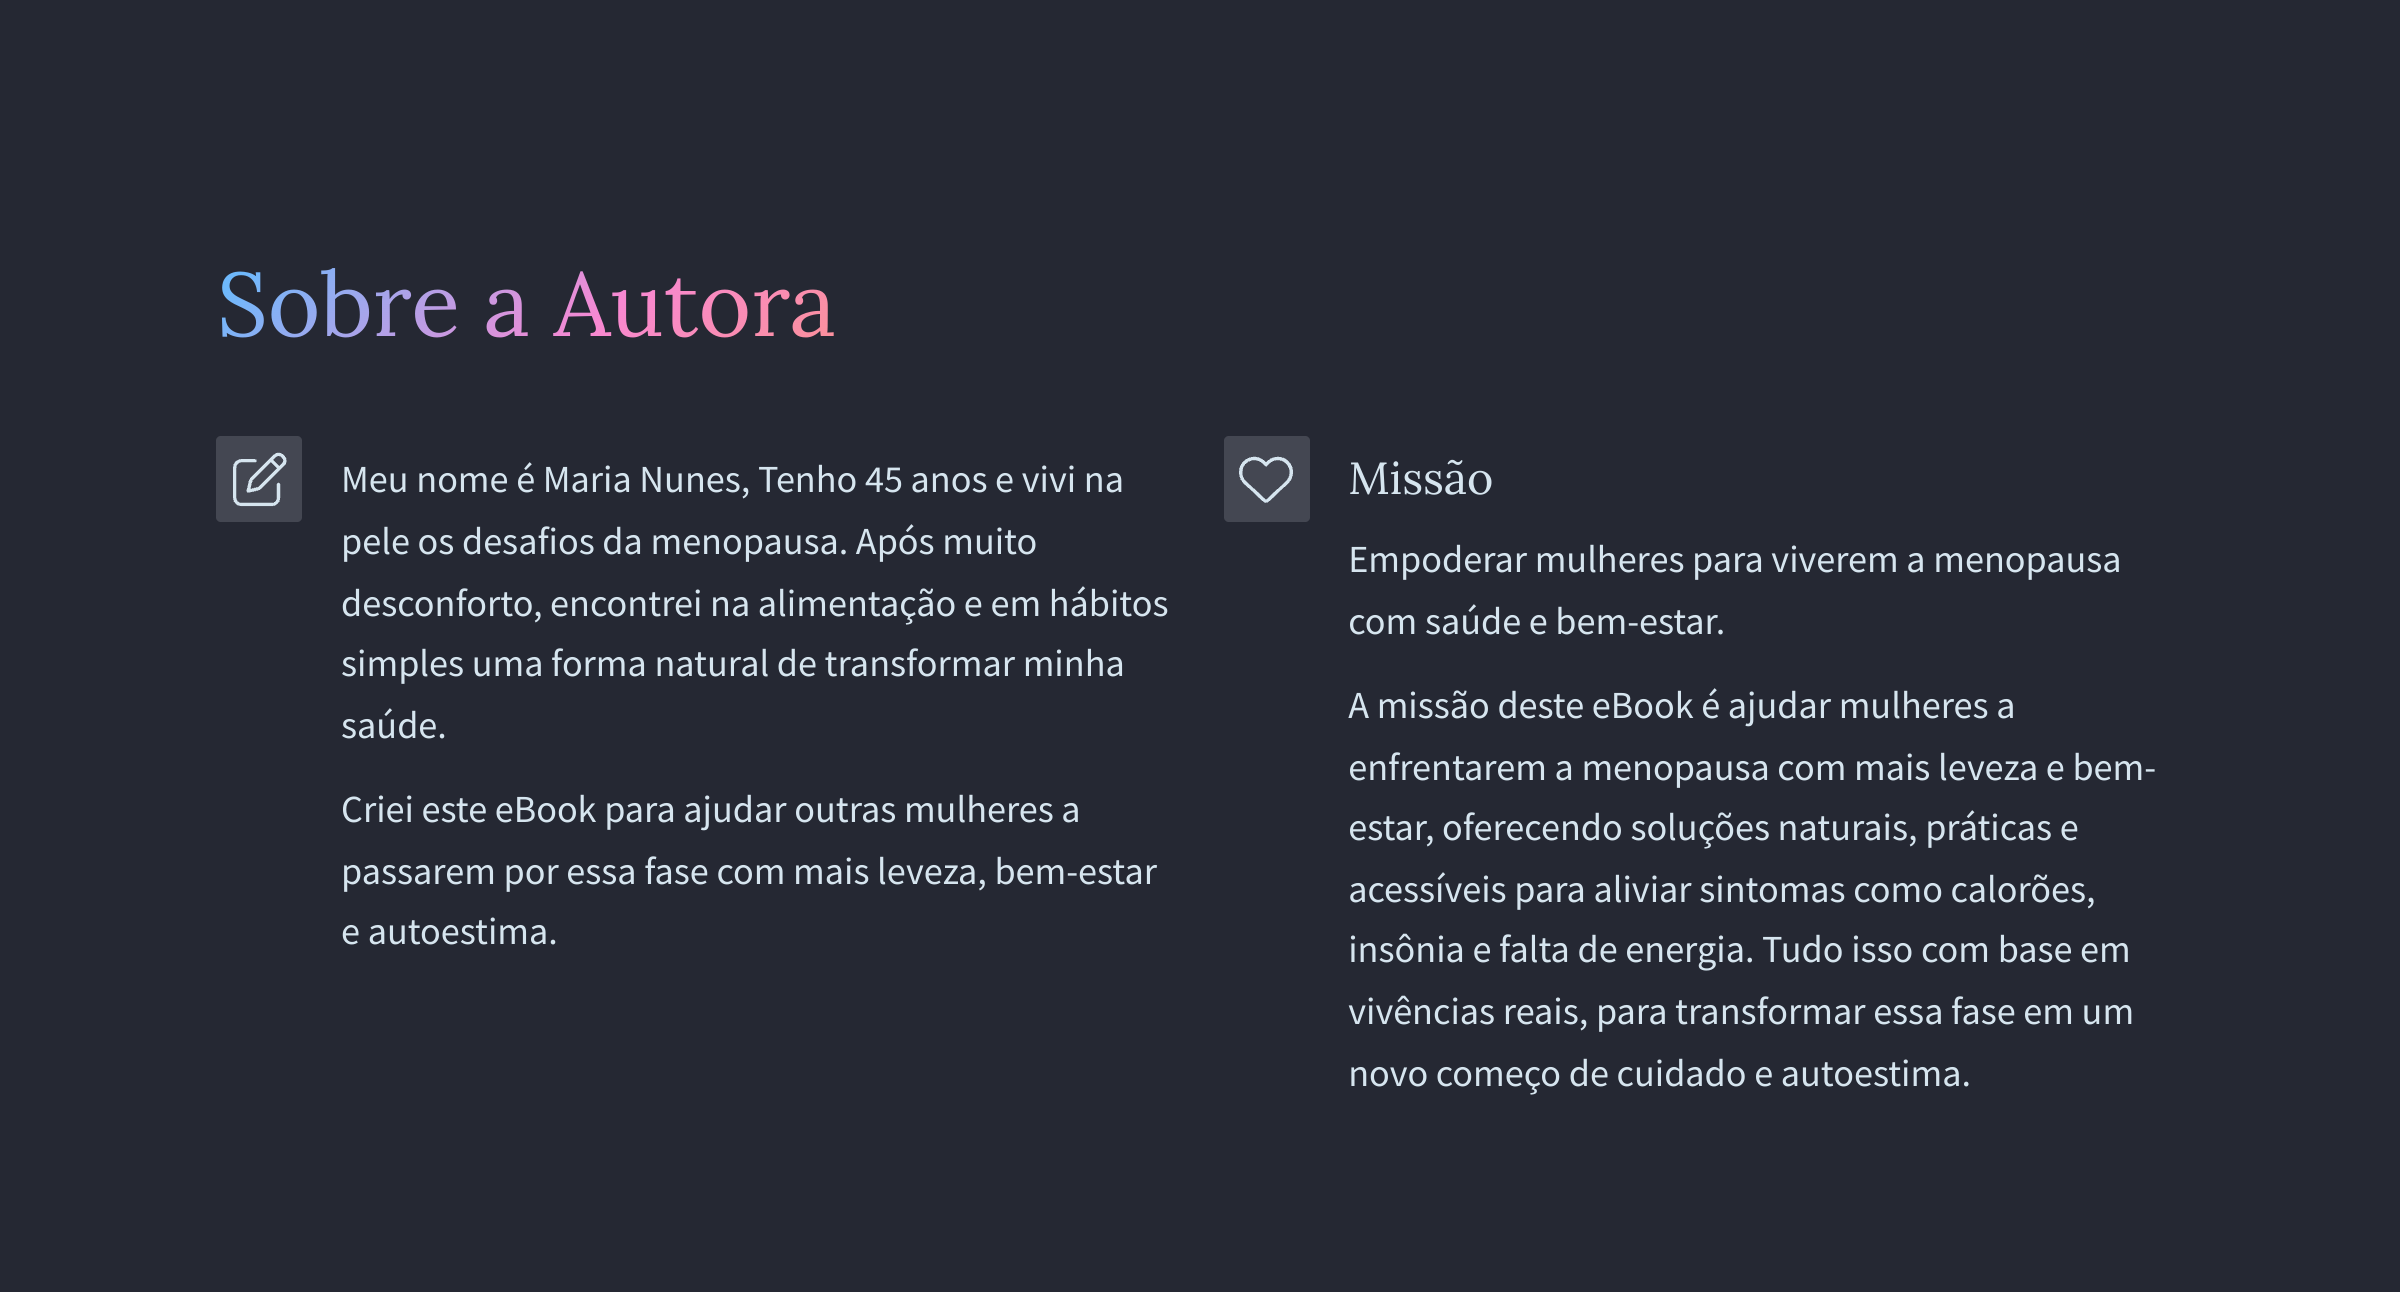 Sobre a Autora
Meu nome é Maria Nunes, Tenho 45 anos e vivi na
pele os desafios da menopausa. Após muito
desconforto, encontrei na alimentação e em hábitos
simples uma forma natural de transformar minha
saúde.
Criei este eBook para ajudar outras mulheres a
passarem por essa fase com mais leveza, bem-estar
e autoestima.
Missão
Empoderar mulheres para viverem a menopausa
com saúde e bem-estar.
A missão deste eBook é ajudar mulheres a
enfrentarem a menopausa com mais leveza e bem-
estar, oferecendo soluções naturais, práticas e
acessíveis para aliviar sintomas como calorões,
insônia e falta de energia. Tudo isso com base em
vivências reais, para transformar essa fase em um
novo começo de cuidado e autoestima.